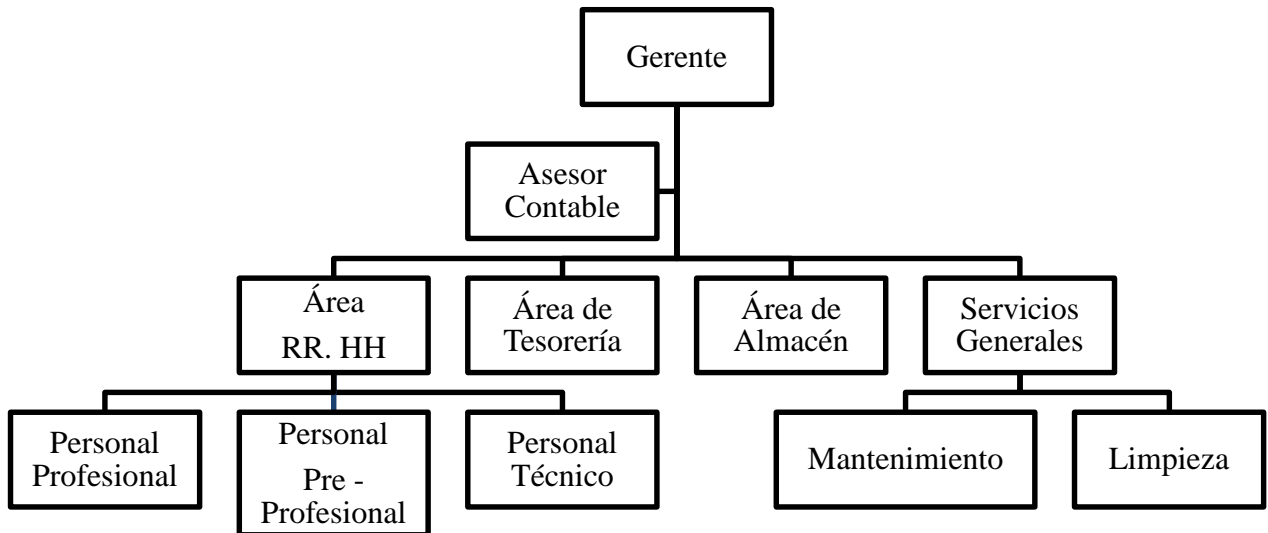 Gerente
Asesor
Contable
Área
RR. HH
Área de
Tesorería
Área de
Almacén
Servicios
Generales
Personal
Profesional
Personal
Pre -
Profesional
Personal
Técnico
Mantenimiento
Limpieza